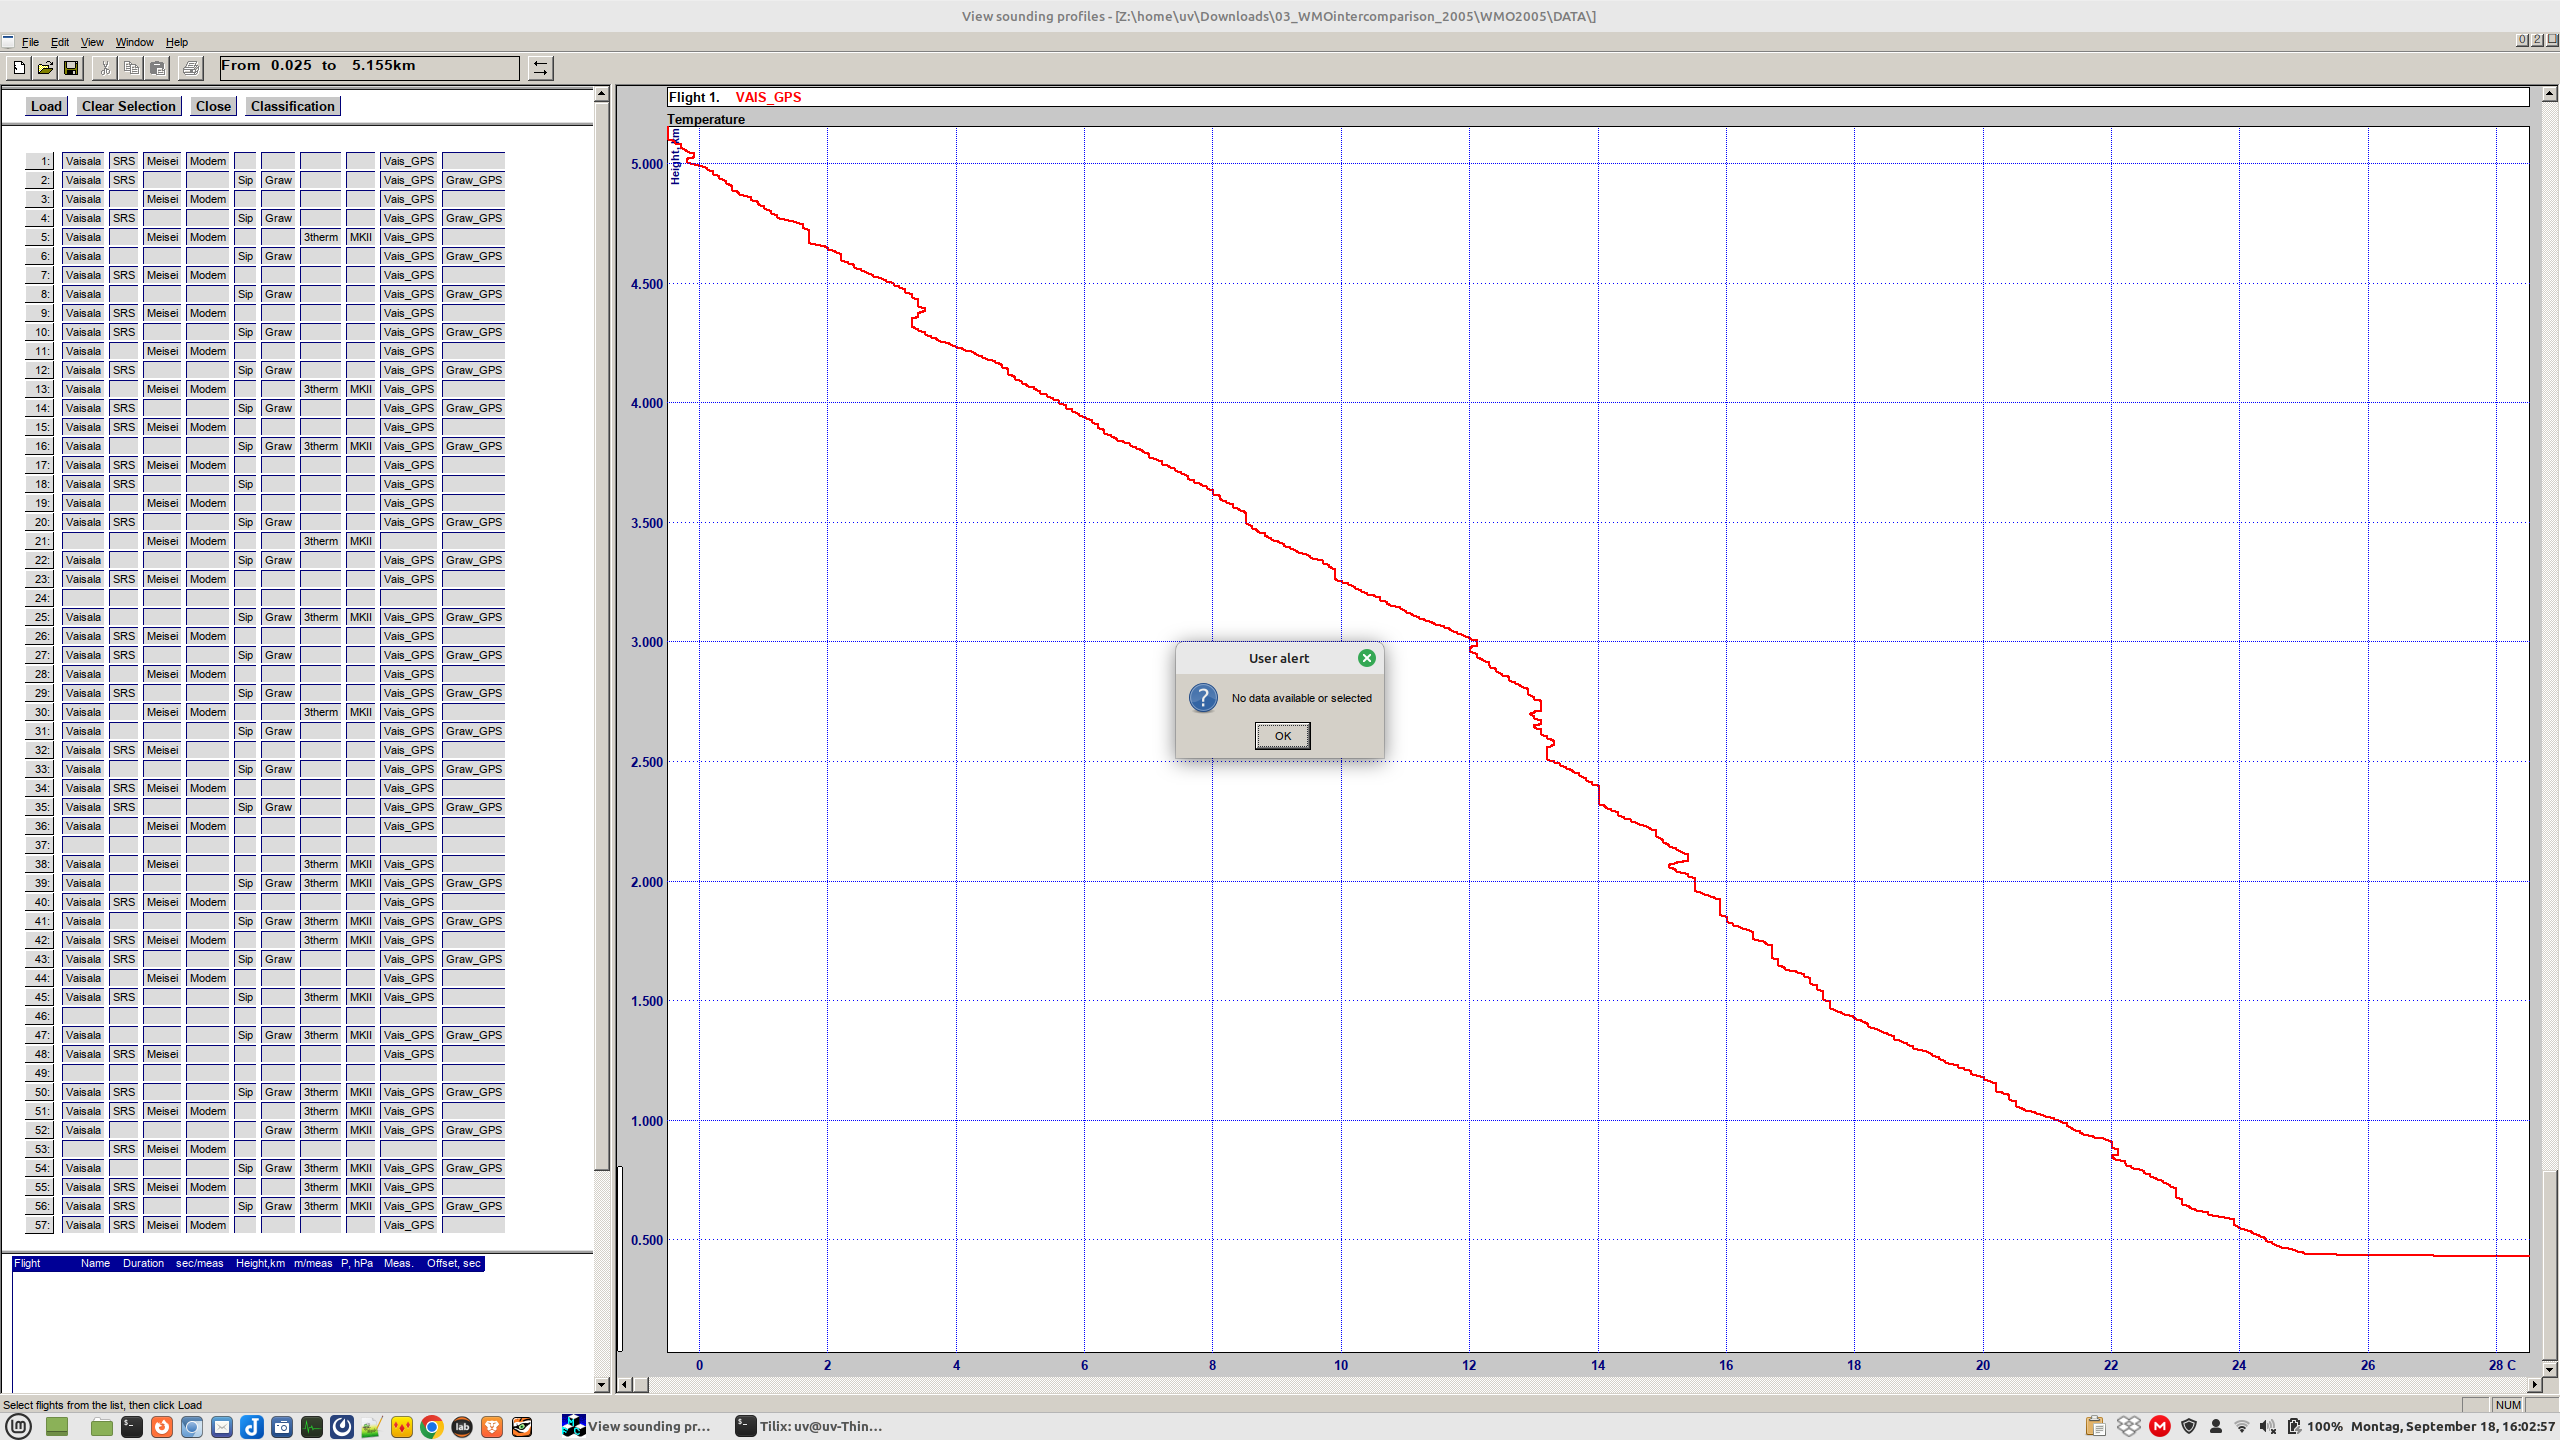 View sounding profiles - [Z:\home\uv\Downloads\03_WMOintercomparison_2005\WMO2005\DATA\]
File Edit View Window Help
From 0.025 to 5.155km
Load Clear Selection Close Classification
1: Vaisala SRS Meisei Modem Vais_GPS
2: Vaisala SRS Sip Graw Vais_GPS Graw_GPS
3: Vaisala Meisei Modem Vais_GPS
4: Vaisala SRS Sip Graw Vais_GPS Graw_GPS
5: Vaisala Meisei Modem 3therm MKII Vais_GPS
6: Vaisala Sip Graw Vais_GPS Graw_GPS
7: Vaisala SRS Meisei Modem Vais_GPS
8: Vaisala Sip Graw Vais_GPS Graw_GPS
9: Vaisala SRS Meisei Modem Vais_GPS
10: Vaisala SRS Sip Graw Vais_GPS Graw_GPS
11: Vaisala Meisei Modem Vais_GPS
12: Vaisala SRS Sip Graw Vais_GPS Graw_GPS
13: Vaisala Meisei Modem 3therm MKII Vais_GPS
14: Vaisala SRS Sip Graw Vais_GPS Graw_GPS
15: Vaisala SRS Meisei Modem Vais_GPS
16: Vaisala Sip Graw 3therm MKII Vais_GPS Graw_GPS
17: Vaisala SRS Meisei Modem Vais_GPS
18: Vaisala SRS Sip Vais_GPS
19: Vaisala Meisei Modem Vais_GPS
20: Vaisala SRS Sip Graw Vais_GPS Graw_GPS
21: Meisei Modem 3therm MKII
22: Vaisala Sip Graw Vais_GPS Graw_GPS
23: Vaisala SRS Meisei Modem Vais_GPS
24:
25: Vaisala Sip Graw 3therm MKII Vais_GPS Graw_GPS
26: Vaisala SRS Meisei Modem Vais_GPS
27: Vaisala SRS Sip Graw Vais_GPS Graw_GPS
28: Vaisala Meisei Modem Vais_GPS
29: Vaisala SRS Sip Graw Vais_GPS Graw_GPS
30: Vaisala Meisei Modem 3therm MKII Vais_GPS
31: Vaisala Sip Graw Vais_GPS Graw_GPS
32: Vaisala SRS Meisei Vais_GPS
33: Vaisala Sip Graw Vais_GPS Graw_GPS
34: Vaisala SRS Meisei Modem Vais_GPS
35: Vaisala SRS Sip Graw Vais_GPS Graw_GPS
36: Vaisala Meisei Modem Vais_GPS
37:
38: Vaisala Meisei 3therm MKII Vais_GPS
39: Vaisala Sip Graw 3therm MKII Vais_GPS Graw_GPS
40: Vaisala SRS Meisei Modem Vais_GPS
41: Vaisala Sip Graw 3therm MKII Vais_GPS Graw_GPS
42: Vaisala SRS Meisei Modem 3therm MKII Vais_GPS
43: Vaisala SRS Sip Graw Vais_GPS Graw_GPS
44: Vaisala Meisei Modem Vais_GPS
45: Vaisala SRS Sip 3therm MKII Vais_GPS
46:
47: Vaisala Sip Graw 3therm MKII Vais_GPS Graw_GPS
48: Vaisala SRS Meisei Vais_GPS
49:
50: Vaisala SRS Sip Graw 3therm MKII Vais_GPS Graw_GPS
51: Vaisala SRS Meisei Modem 3therm MKII Vais_GPS
52: Vaisala Graw 3therm MKII Vais_GPS Graw_GPS
53: SRS Meisei Modem
54: Vaisala Sip Graw 3therm MKII Vais_GPS Graw_GPS
55: Vaisala SRS Meisei Modem 3therm MKII Vais_GPS
56: Vaisala SRS Sip Graw 3therm MKII Vais_GPS Graw_GPS
57: Vaisala SRS Meisei Modem Vais_GPS
Flight Name Duration sec/meas Height,km m/meas P, hPa Meas. Offset, sec
Flight 1. VAIS_GPS
Temperature
Height, km
5.000
4.500
4.000
3.500
3.000
2.500
2.000
1.500
1.000
0.500
0 2 4 6 8 10 12 14 16 18 20 22 24 26 28 C
User alert
No data available or selected
OK
Select flights from the list, then click Load
NUM
lab
View sounding pr...
Tilix: uv@uv-Thin...
100% Montag, September 18, 16:02:57